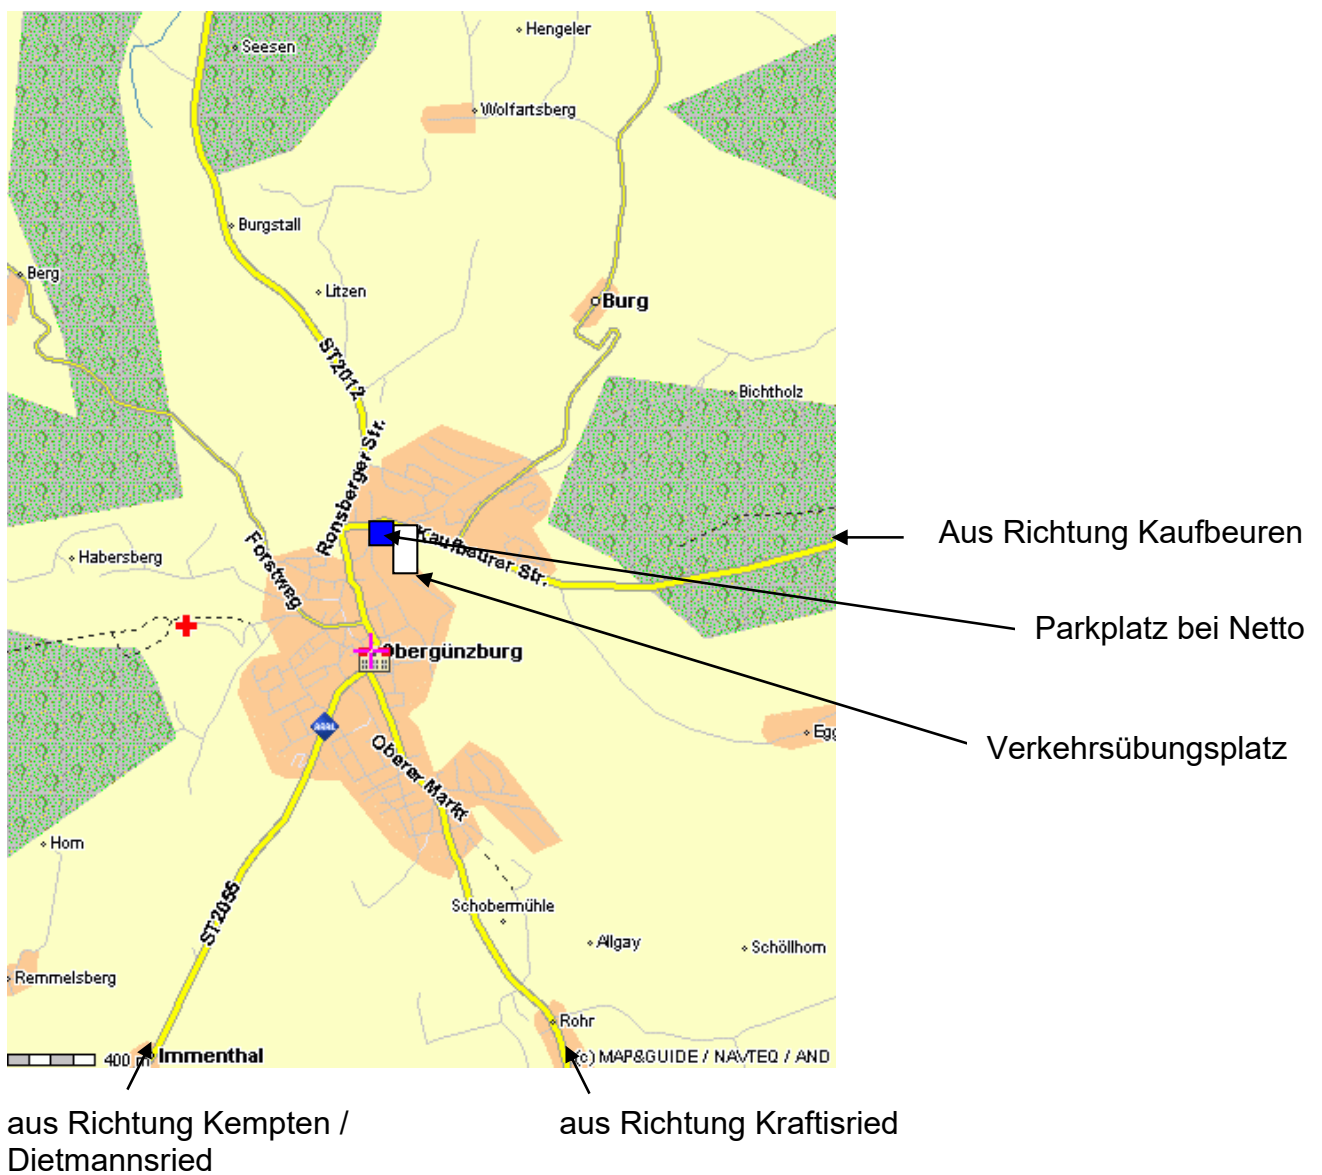 Hengeler
Seesen
Wolfartsberg
Burgstall
Berg
Litzen
Burg
ST2012
Bichtholz
Ronsberger Str.
Aus Richtung Kaufbeuren
Kaufbeurer Str.
Forstweg
Habersberg
Parkplatz bei Netto
Obergünzburg
Egg
Verkehrsübungsplatz
Oberer Markt
Horn
ST2055
Schobermühle
Allgay
Schöllhorn
Remmelsberg
Rohr
400 m
Immenthal
(c) MAP&GUIDE / NAVTEQ / AND
aus Richtung Kempten /
Dietmannsried
aus Richtung Kraftisried